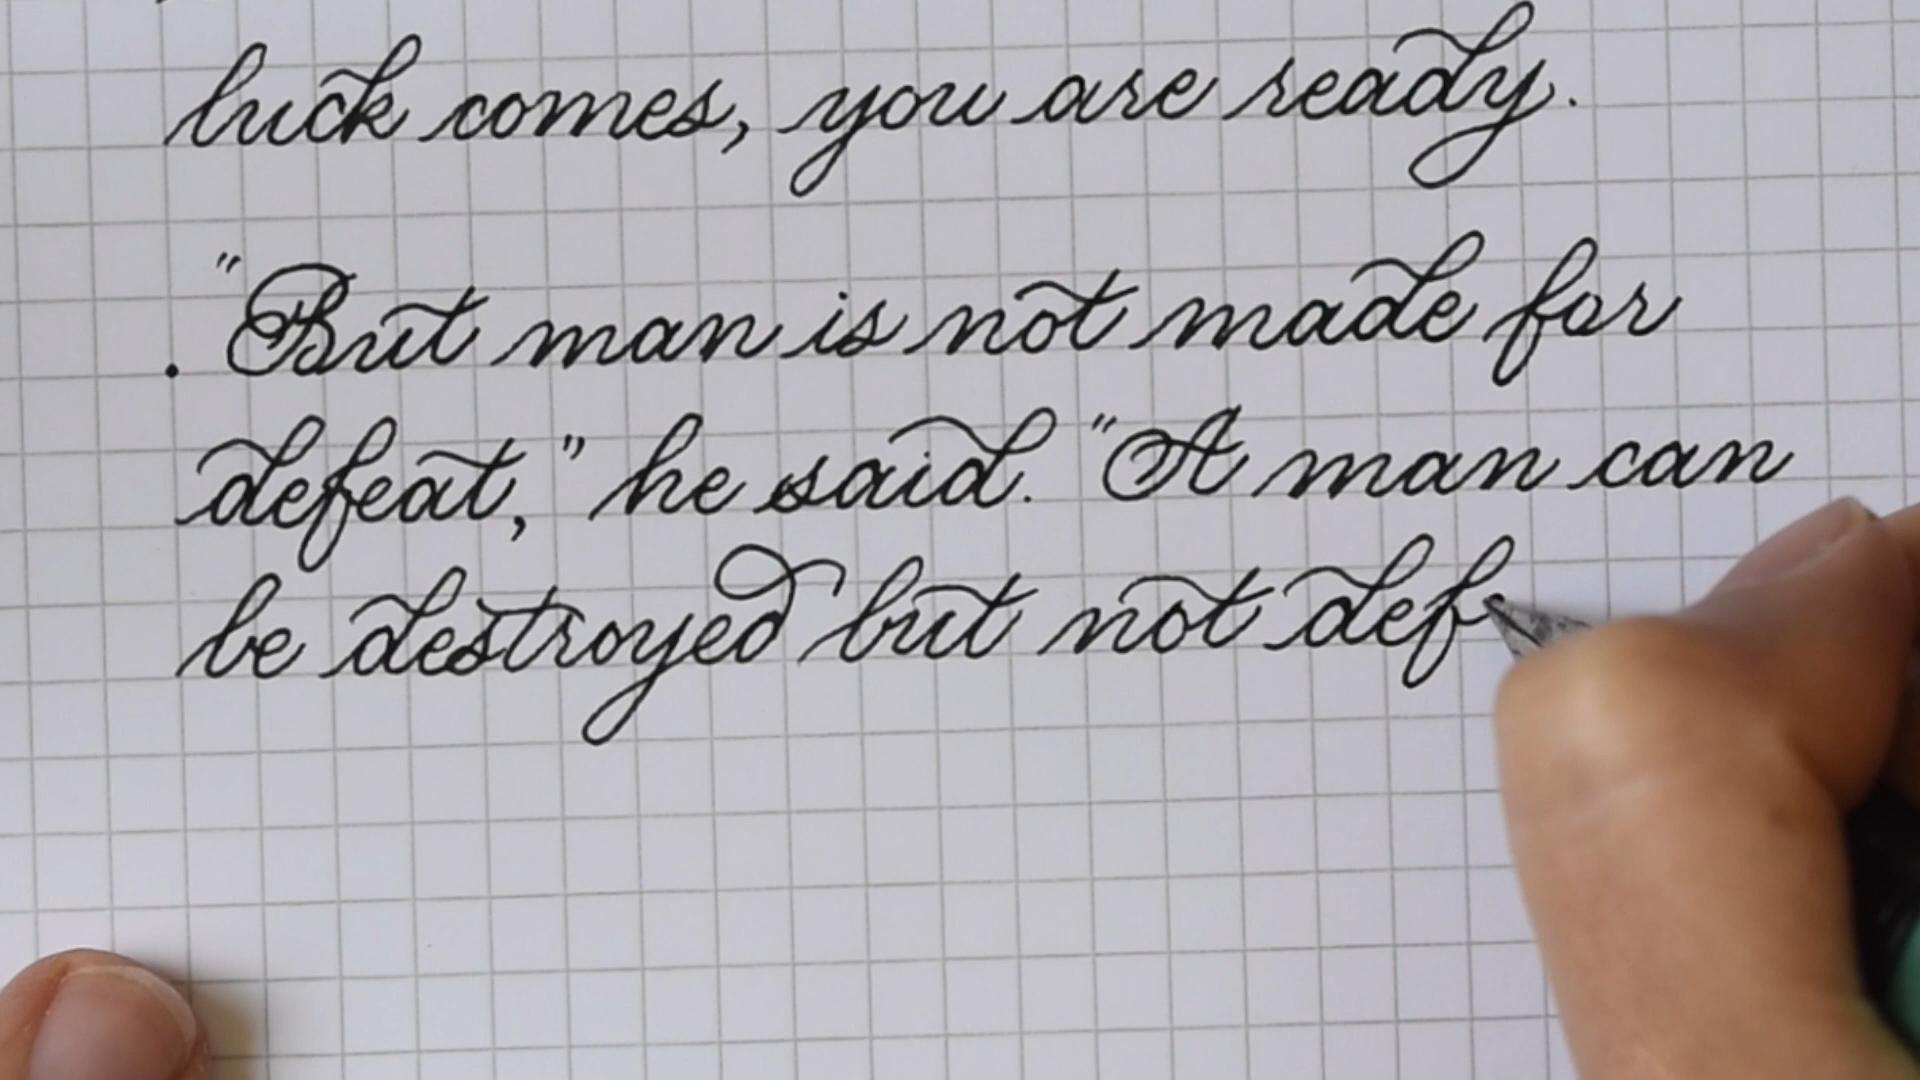 luck comes, you are ready.
"But man is not made for
defeat," he said. "A man can
be destroyed but not def